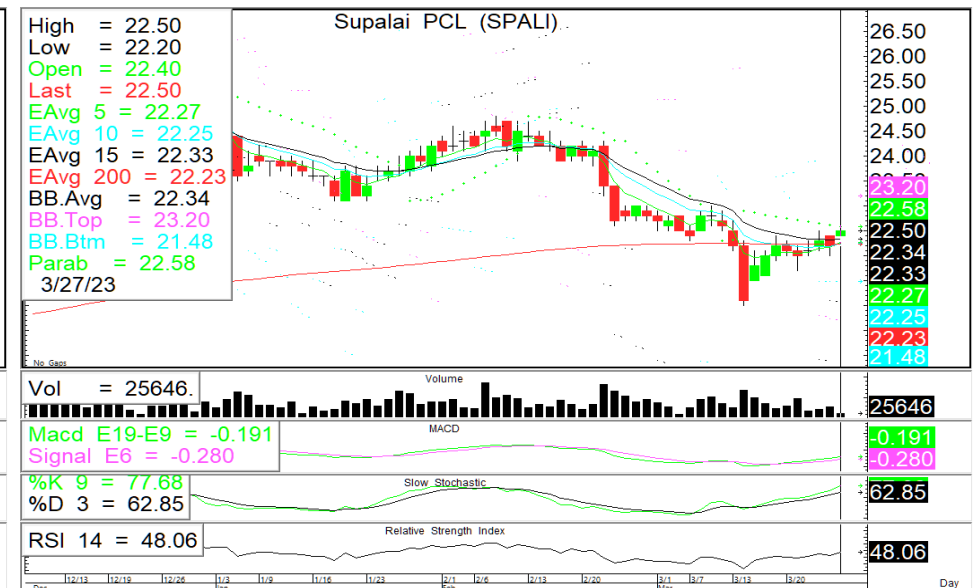 Supalai PCL (SPALI)
High = 22.50
Low = 22.20
Open = 22.40
Last = 22.50
EAvg 5 = 22.27
EAvg 10 = 22.25
EAvg 15 = 22.33
EAvg 200 = 22.23
BB.Avg = 22.34
BB.Top = 23.20
BB.Btm = 21.48
Parab = 22.58
3/27/23
No Gaps
26.50
26.00
25.50
25.00
24.50
24.00
23.20
22.58
22.50
22.34
22.33
22.27
22.25
22.23
21.48
Volume
Vol = 25646.
25646
MACD
Macd E19-E9 = -0.191
Signal E6 = -0.280
-0.191
-0.280
Slow Stochastic
%K 9 = 77.68
%D 3 = 62.85
62.85
Relative Strength Index
RSI 14 = 48.06
48.06
12/13 12/19 12/26 1/3 1/9 1/16 1/23 2/1 2/6 2/13 2/20 3/1 3/7 3/13 3/20
Day